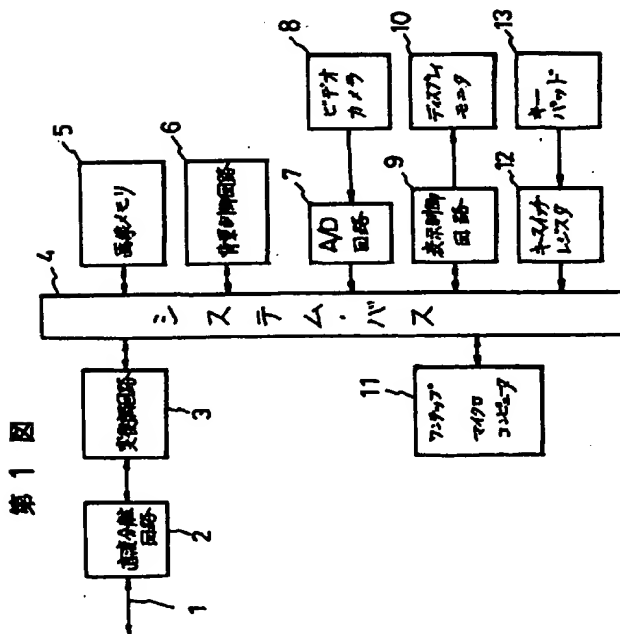 第1図
1
2
直流分離
回路
3
変復調回路
4
システム・バス
5
画像メモリ
6
背景制御回路
7
A/D
回路
8
ビデオ
カメラ
9
表示制御
回路
10
ディスプレイ
モニタ
11
ワンチップ
マイクロ
コンピュータ
12
キースイッチ
レジスタ
13
キー
パッド